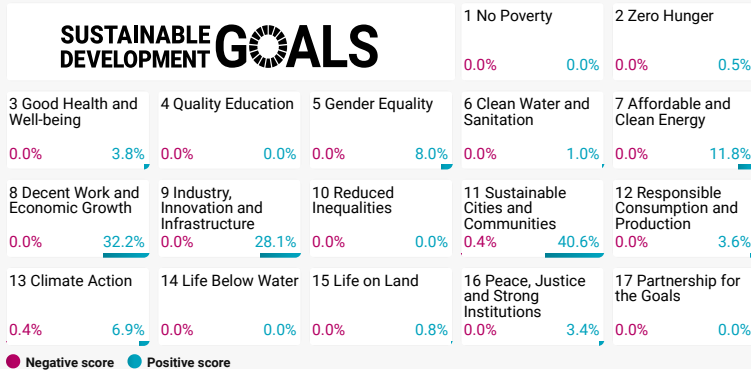 SUSTAINABLE
DEVELOPMENT
GOALS
1 No Poverty
0.0% 0.0%
2 Zero Hunger
0.0% 0.5%
3 Good Health and
Well-being
0.0% 3.8%
4 Quality Education
0.0% 0.0%
5 Gender Equality
0.0% 8.0%
6 Clean Water and
Sanitation
0.0% 1.0%
7 Affordable and
Clean Energy
0.0% 11.8%
8 Decent Work and
Economic Growth
0.0% 32.2%
9 Industry,
Innovation and
Infrastructure
0.0% 28.1%
10 Reduced
Inequalities
0.0% 0.0%
11 Sustainable
Cities and
Communities
0.4% 40.6%
12 Responsible
Consumption and
Production
0.0% 3.6%
13 Climate Action
0.4% 6.9%
14 Life Below Water
0.0% 0.0%
15 Life on Land
0.0% 0.8%
16 Peace, Justice
and Strong
Institutions
0.0% 3.4%
17 Partnership for
the Goals
0.0% 0.0%
Negative score Positive score